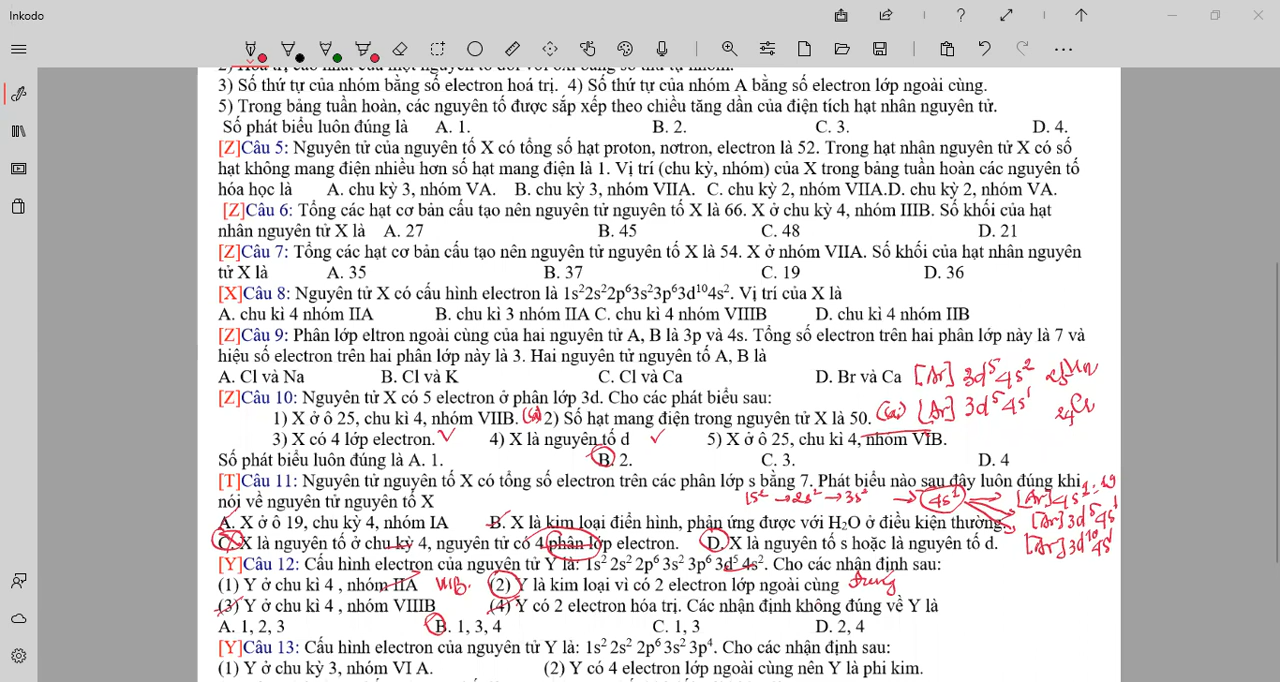 Inkodo
3) Số thứ tự của nhóm bằng số electron hoá trị. 4) Số thứ tự của nhóm A bằng số electron lớp ngoài cùng.
5) Trong bảng tuần hoàn, các nguyên tố được sắp xếp theo chiều tăng dần của điện tích hạt nhân nguyên tử.
Số phát biểu luôn đúng là A. 1. B. 2. C. 3. D. 4.
[Z]Câu 5: Nguyên tử của nguyên tố X có tổng số hạt proton, nơtron, electron là 52. Trong hạt nhân nguyên tử X có số
hạt không mang điện nhiều hơn số hạt mang điện là 1. Vị trí (chu kỳ, nhóm) của X trong bảng tuần hoàn các nguyên tố
hóa học là A. chu kỳ 3, nhóm VA. B. chu kỳ 3, nhóm VIIA. C. chu kỳ 2, nhóm VIIA.D. chu kỳ 2, nhóm VA.
[Z]Câu 6: Tổng các hạt cơ bản cấu tạo nên nguyên tử nguyên tố X là 66. X ở chu kỳ 4, nhóm IIIB. Số khối của hạt
nhân nguyên tử X là A. 27 B. 45 C. 48 D. 21
[Z]Câu 7: Tổng các hạt cơ bản cấu tạo nên nguyên tử nguyên tố X là 54. X ở nhóm VIIA. Số khối của hạt nhân nguyên
tử X là A. 35 B. 37 C. 19 D. 36
[X]Câu 8: Nguyên tử X có cấu hình electron là 1s²2s²2p⁶3s²3p⁶3d¹⁰4s². Vị trí của X là
A. chu kì 4 nhóm IIA B. chu kì 3 nhóm IIA C. chu kì 4 nhóm VIIIB D. chu kì 4 nhóm IIB
[Z]Câu 9: Phân lớp eltron ngoài cùng của hai nguyên tử A, B là 3p và 4s. Tổng số electron trên hai phân lớp này là 7 và
hiệu số electron trên hai phân lớp này là 3. Hai nguyên tử nguyên tố A, B là
A. Cl và Na B. Cl và K C. Cl và Ca D. Br và Ca [Ar] 3d⁵4s² ₂₅Mn
[Z]Câu 10: Nguyên tử X có 5 electron ở phân lớp 3d. Cho các phát biểu sau:
1) X ở ô 25, chu kì 4, nhóm VIIB. (sai) 2) Số hạt mang điện trong nguyên tử X là 50. (sai) [Ar] 3d⁵4s¹ ₂₄Cr
3) X có 4 lớp electron. 4) X là nguyên tố d 5) X ở ô 25, chu kì 4, nhóm VIB.
Số phát biểu luôn đúng là A. 1. B. 2. C. 3. D. 4
[T]Câu 11: Nguyên tử nguyên tố X có tổng số electron trên các phân lớp s bằng 7. Phát biểu nào sau đây luôn đúng khi
nói về nguyên tử nguyên tố X 1s² → 2s² → 3s² → 4s¹ [Ar]4s¹: 19
A. X ở ô 19, chu kỳ 4, nhóm IA B. X là kim loại điển hình, phản ứng được với H₂O ở điều kiện thường. [Ar]3d⁵4s¹
C. X là nguyên tố ở chu kỳ 4, nguyên tử có 4 phân lớp electron. D. X là nguyên tố s hoặc là nguyên tố d. [Ar]3d¹⁰4s¹
[Y]Câu 12: Cấu hình electron của nguyên tử Y là: 1s² 2s² 2p⁶ 3s² 3p⁶ 3d⁵ 4s². Cho các nhận định sau:
(1) Y ở chu kì 4 , nhóm IIA VIIB. (2) Y là kim loại vì có 2 electron lớp ngoài cùng đúng
(3) Y ở chu kì 4 , nhóm VIIIB (4) Y có 2 electron hóa trị. Các nhận định không đúng về Y là
A. 1, 2, 3 B. 1, 3, 4 C. 1, 3 D. 2, 4
[Y]Câu 13: Cấu hình electron của nguyên tử Y là: 1s² 2s² 2p⁶ 3s² 3p⁴. Cho các nhận định sau:
(1) Y ở chu kỳ 3, nhóm VI A. (2) Y có 4 electron lớp ngoài cùng nên Y là phi kim.